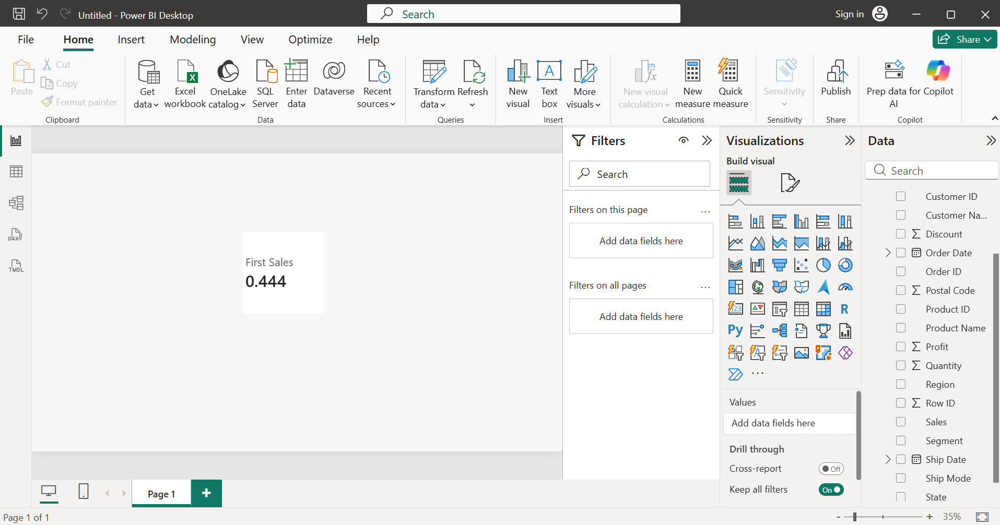 Untitled - Power BI Desktop
Search
Sign in
File
Home
Insert
Modeling
View
Optimize
Help
Share
Paste
Cut
Copy
Format painter
Clipboard
Get
data
Excel
workbook
OneLake
catalog
SQL
Server
Enter
data
Dataverse
Recent
sources
Data
Transform
data
Refresh
Queries
New
visual
Text
box
More
visuals
Insert
New visual
calculation
New
measure
Quick
measure
Calculations
Sensitivity
Sensitivity
Publish
Share
Prep data for
AI
Copilot
Copilot
DAX
TMDL
First Sales
0.444
Filters
Search
Filters on this page
...
Add data fields here
Filters on all pages
...
Add data fields here
Visualizations
Build visual
123
R
Py
...
Values
Add data fields here
Drill through
Cross-report
Off
Keep all filters
On
Data
Search
Customer ID
Customer Na...
Discount
Order Date
Order ID
Postal Code
Product ID
Product Name
Profit
Quantity
Region
Row ID
Sales
Segment
Ship Date
Ship Mode
State
Page 1
+
Page 1 of 1
-
+
35%